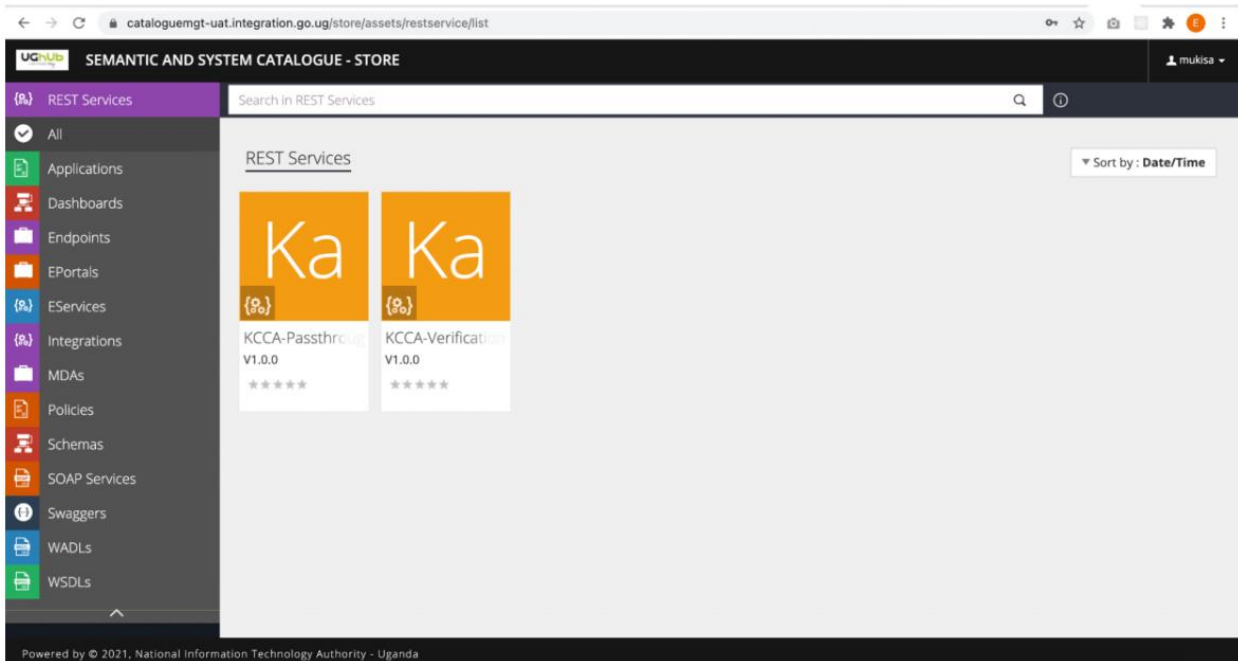 cataloguemgt-uat.integration.go.ug/store/assets/restservice/list
E
UGhub
SEMANTIC AND SYSTEM CATALOGUE - STORE
mukisa
REST Services
Search in REST Services
All
Applications
Dashboards
Endpoints
EPortals
EServices
Integrations
MDAs
Policies
Schemas
SOAP Services
Swaggers
WADLs
WSDLs
REST Services
Sort by : Date/Time
Ka
Ka
KCCA-Passthroug
KCCA-Verification
V1.0.0
V1.0.0
Powered by © 2021, National Information Technology Authority - Uganda